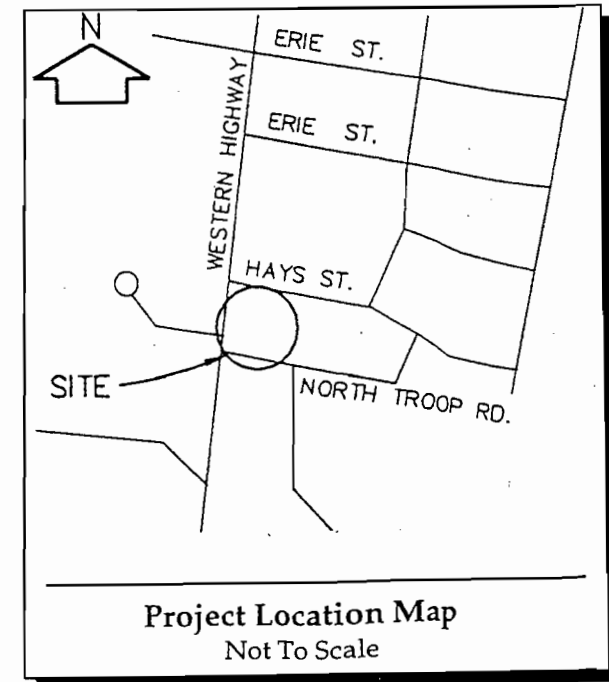 N
ERIE ST.
WESTERN HIGHWAY
ERIE ST.
HAYS ST.
SITE
NORTH TROOP RD.
Project Location Map
Not To Scale